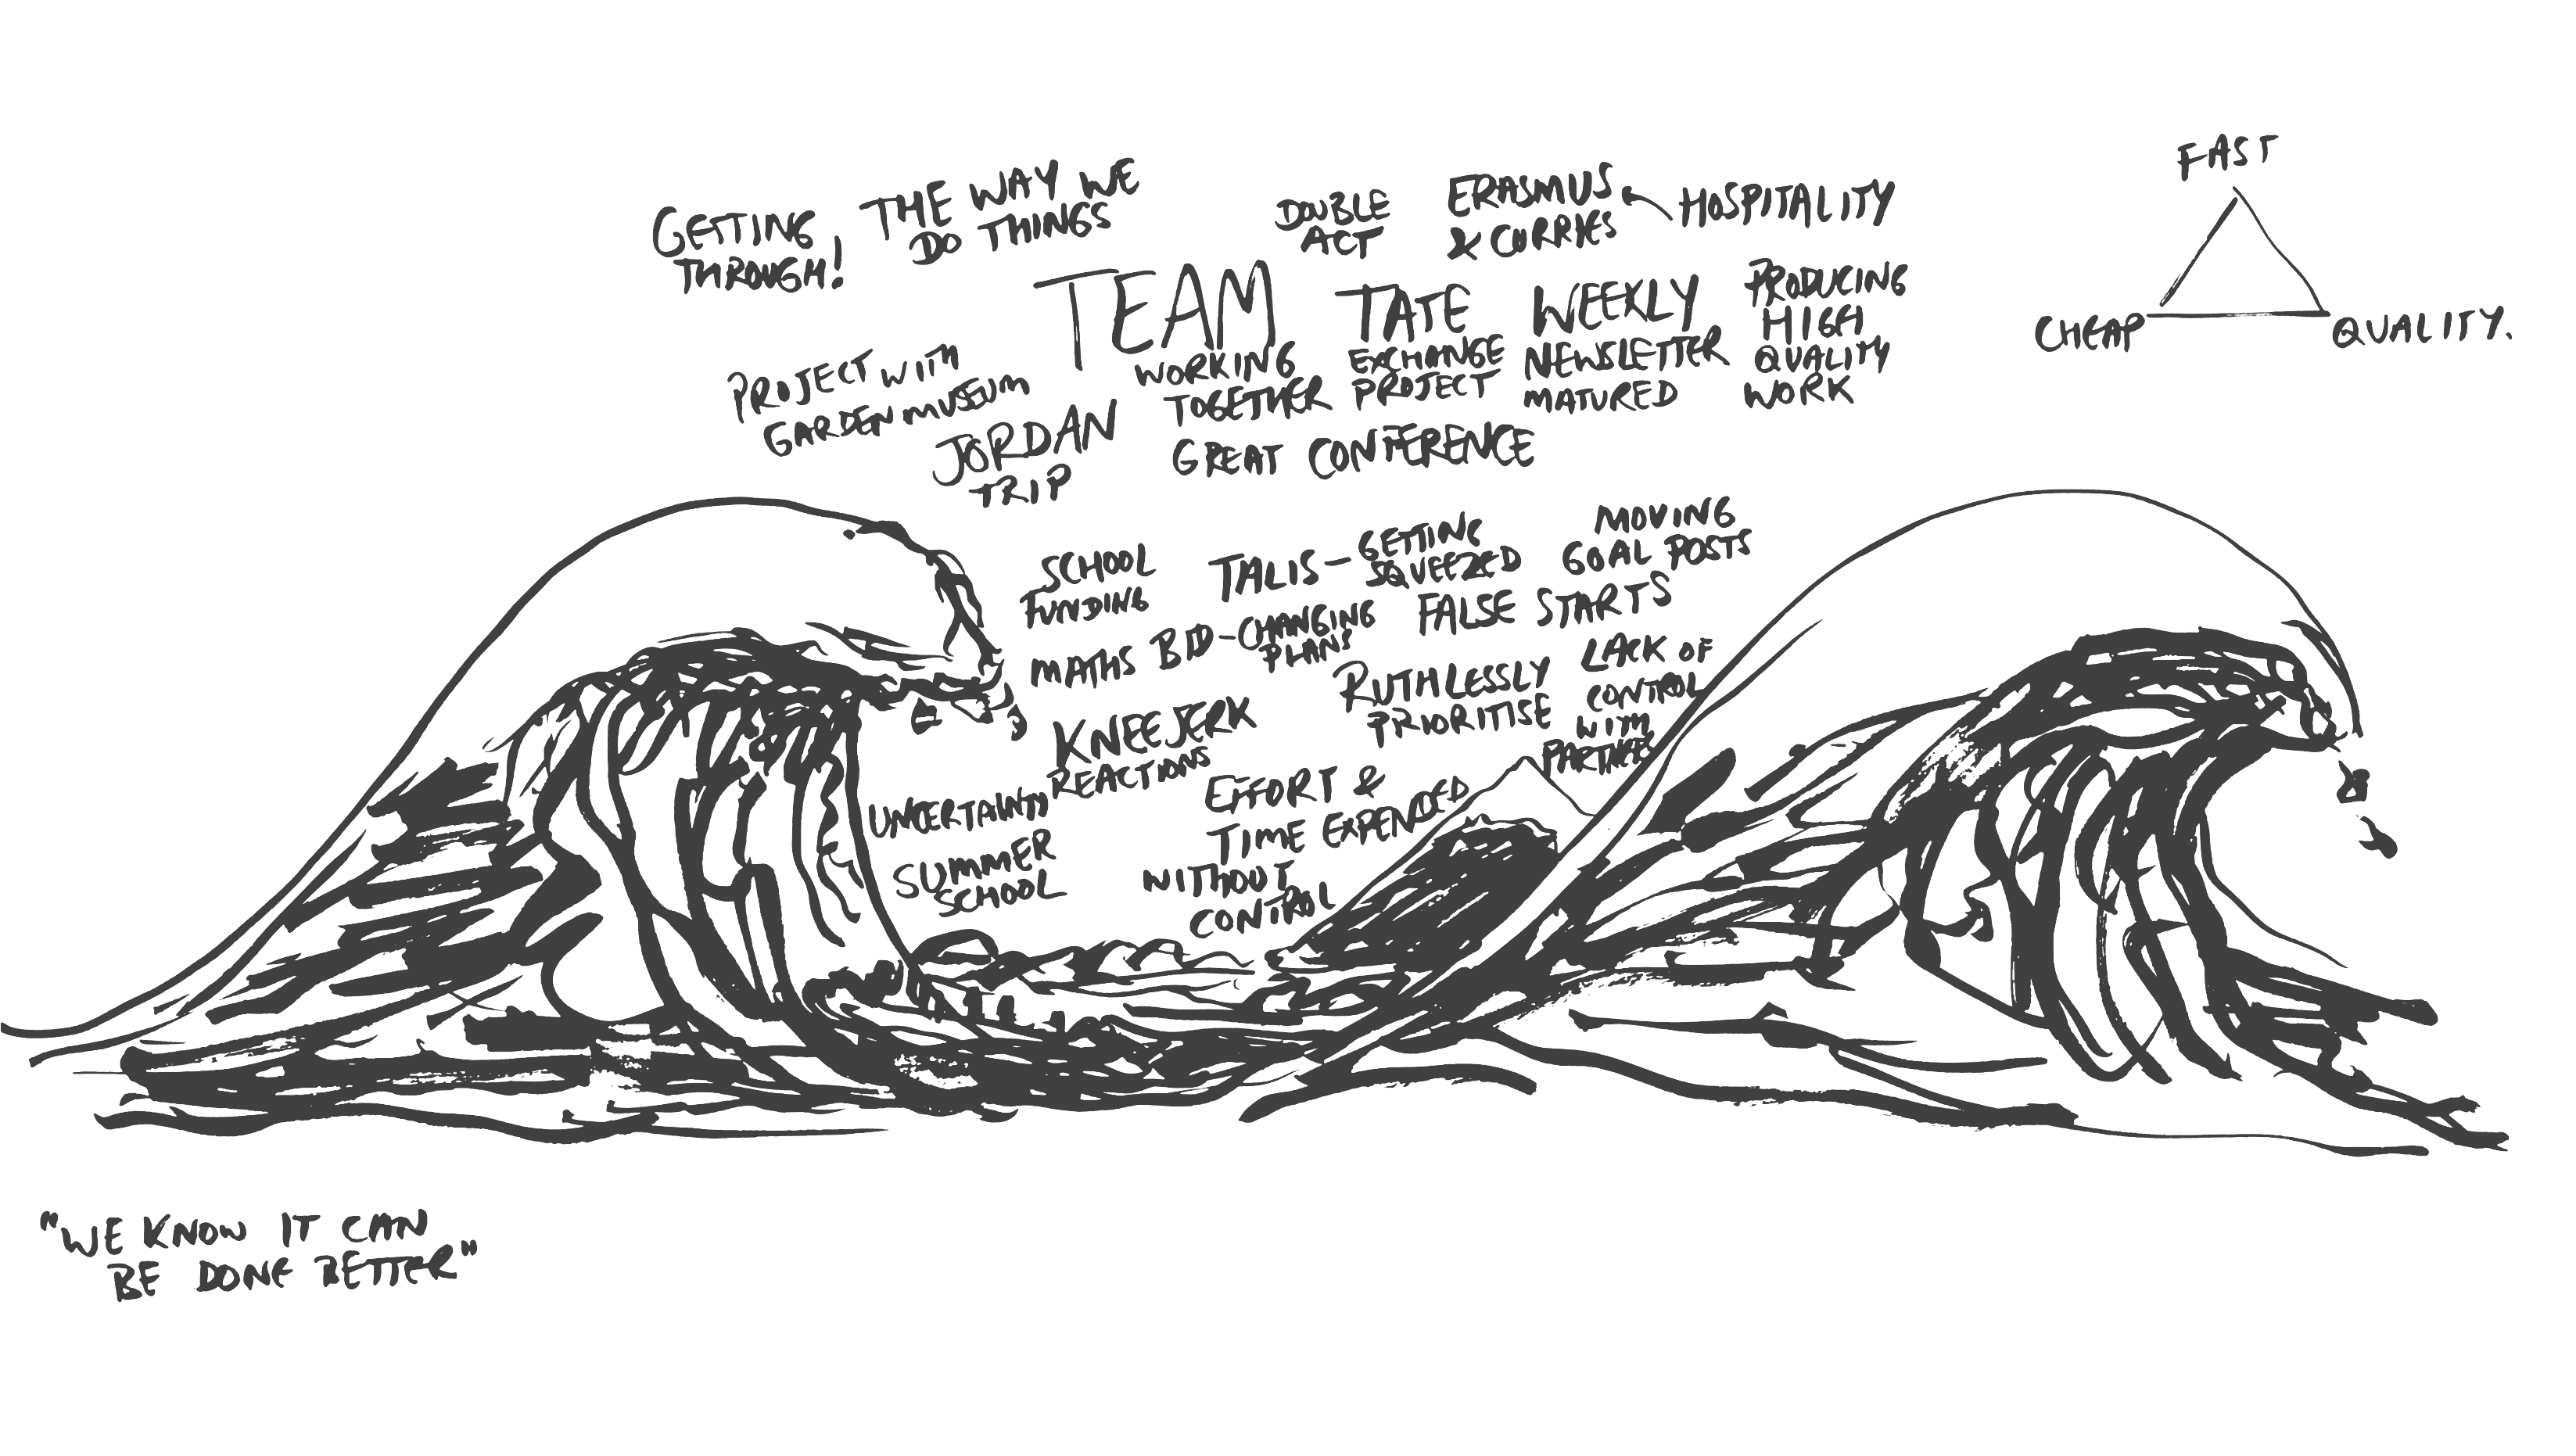 GETTING
THROUGH!
THE WAY WE
DO THINGS
DOUBLE
ACT
ERASMUS
& CURRIES
HOSPITALITY
FAST
CHEAP
QUALITY.
TEAM
WORKING
TOGETHER
TATE
EXCHANGE
PROJECT
WEEKLY
NEWSLETTER
MATURED
PRODUCING
HIGH
QUALITY
WORK
PROJECT WITH
GARDEN MUSEUM
JORDAN
TRIP
GREAT CONFERENCE
SCHOOL
FUNDING
TALIS - GETTING
SQUEEZED
MOVING
GOAL POSTS
MATHS BID - CHANGING
PLANS
FALSE STARTS
RUTHLESSLY
PRIORITISE
LACK OF
CONTROL
WITH
PARTNERS
KNEEJERK
REACTIONS
UNCERTAINTY
SUMMER
SCHOOL
EFFORT &
TIME EXPENDED
WITHOUT
CONTROL
"WE KNOW IT CAN
BE DONE BETTER"